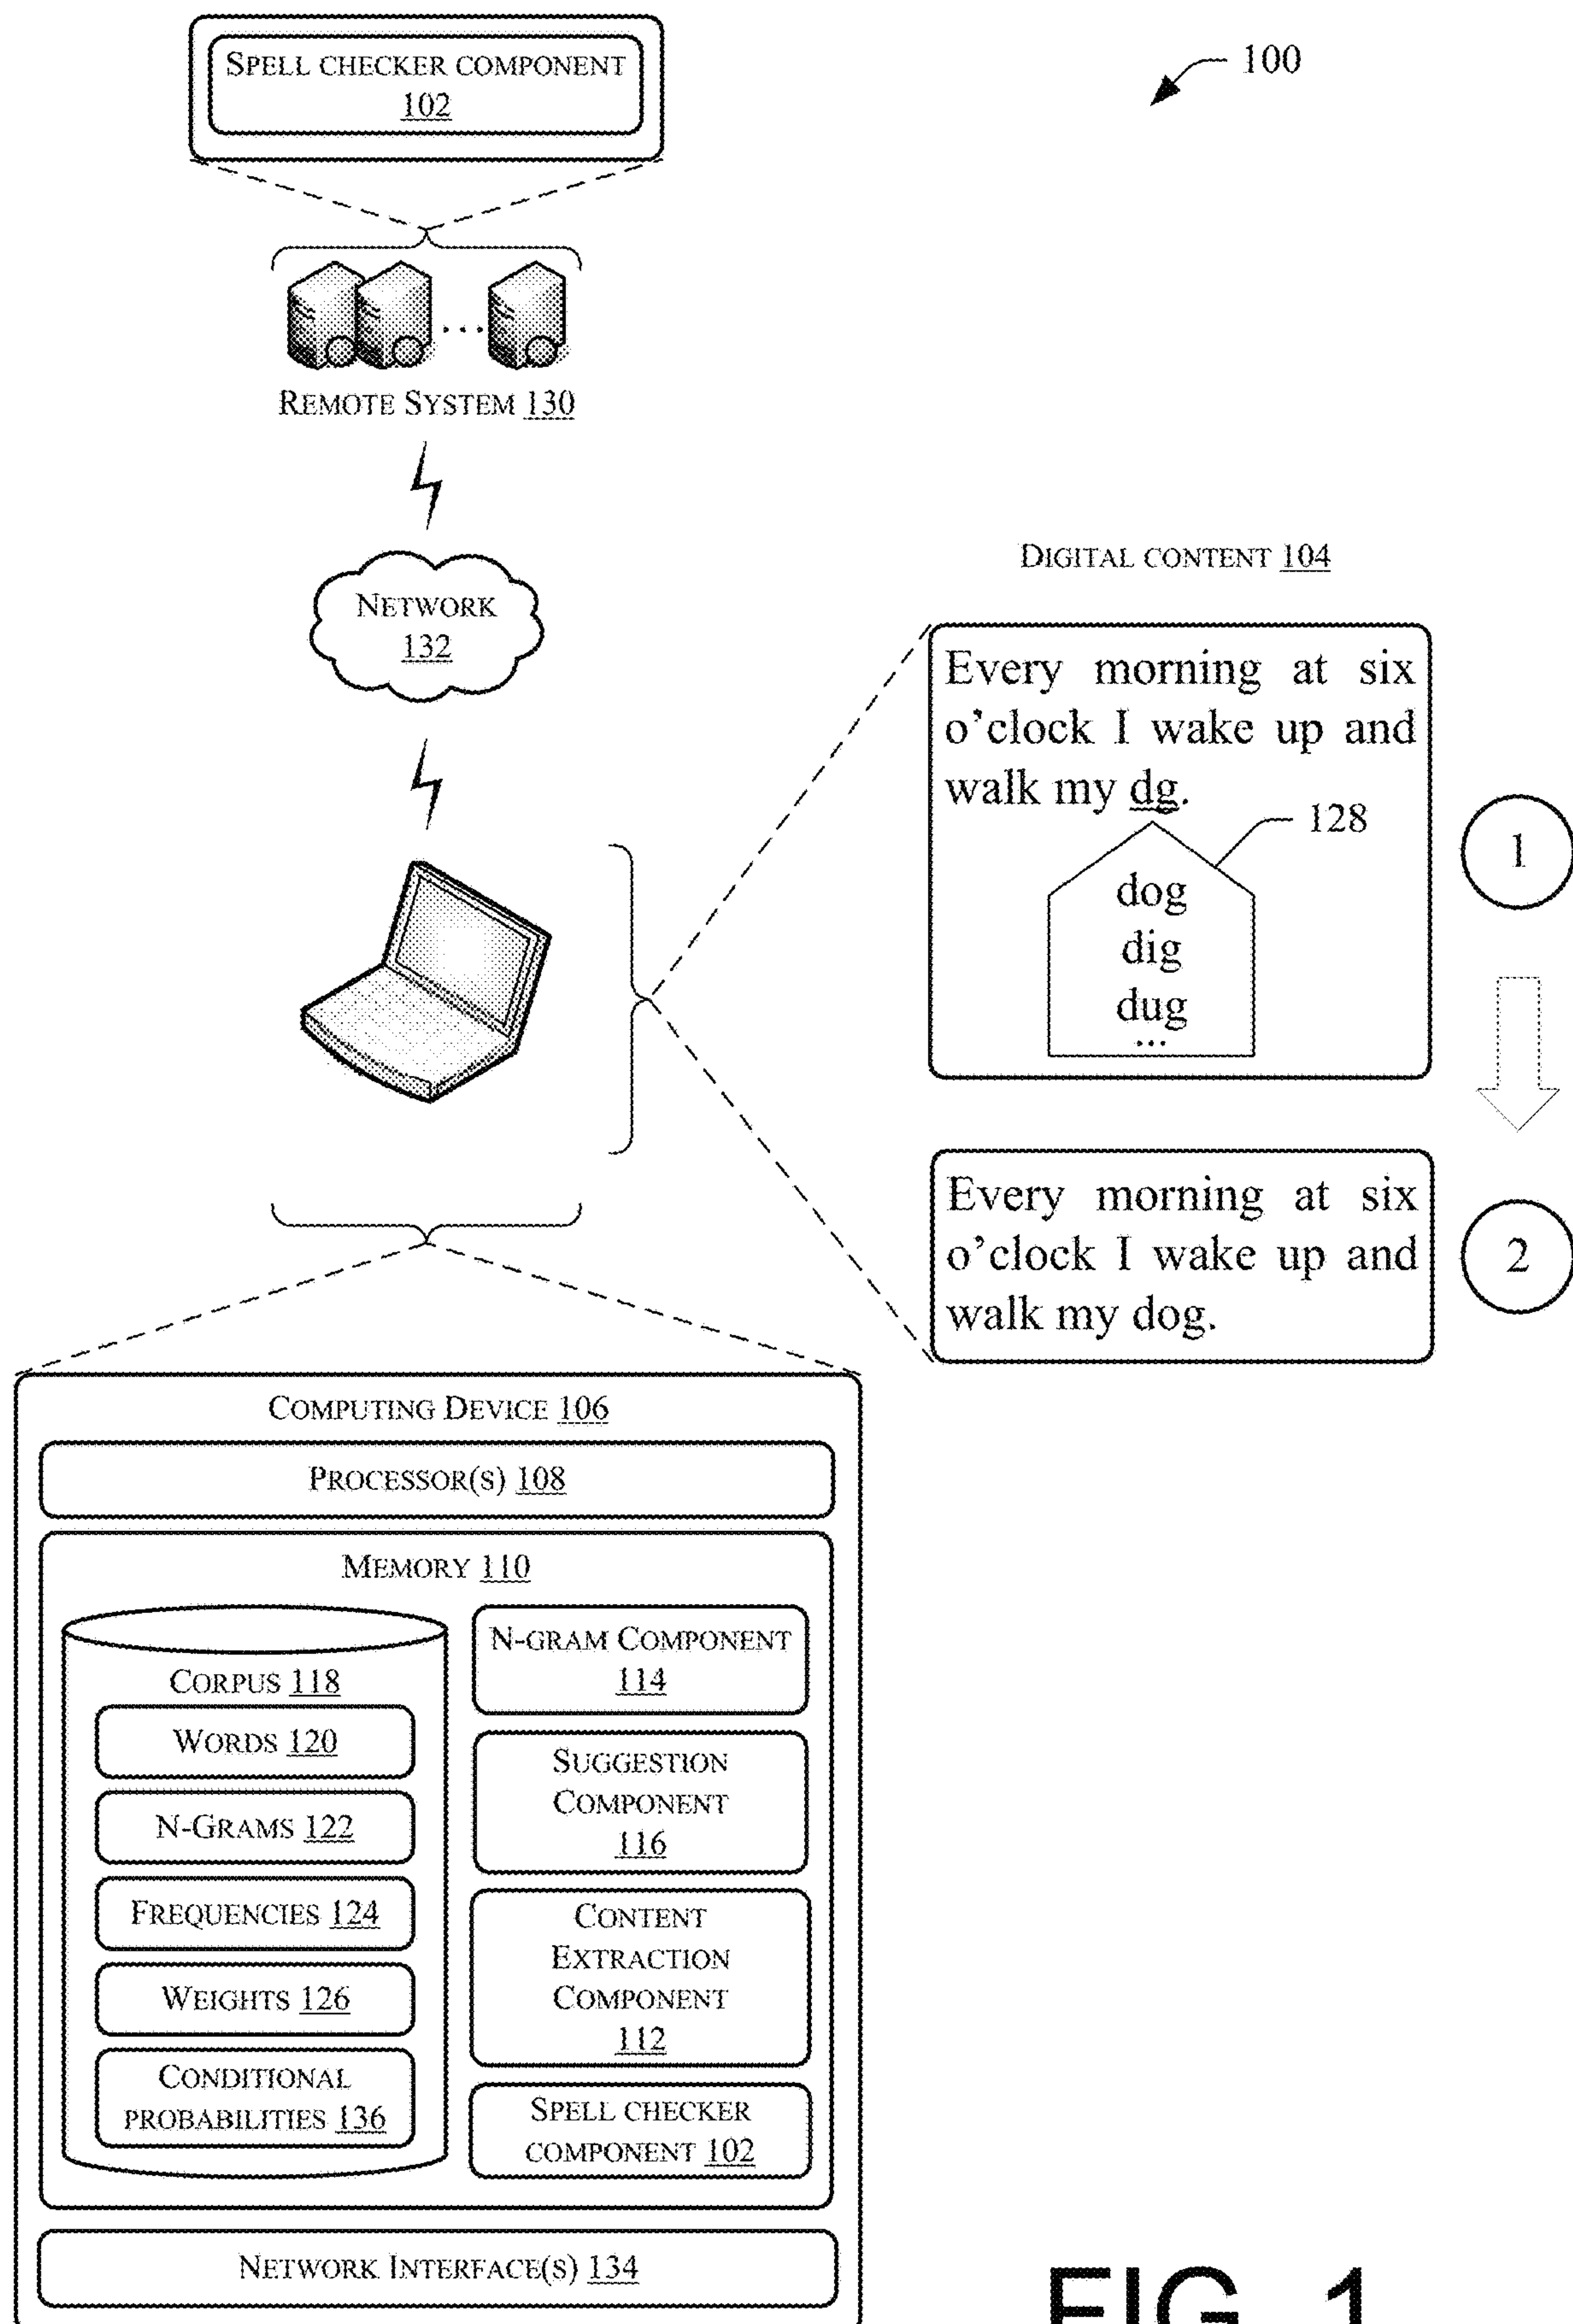 SPELL CHECKER COMPONENT
102
100
REMOTE SYSTEM 130
NETWORK
132
DIGITAL CONTENT 104
Every morning at six
o’clock I wake up and
walk my dg.
128
dog
dig
dug
...
1
Every morning at six
o’clock I wake up and
walk my dog.
2
COMPUTING DEVICE 106
PROCESSOR(S) 108
MEMORY 110
CORPUS 118
WORDS 120
N-GRAMS 122
FREQUENCIES 124
WEIGHTS 126
CONDITIONAL
PROBABILITIES 136
N-GRAM COMPONENT
114
SUGGESTION
COMPONENT
116
CONTENT
EXTRACTION
COMPONENT
112
SPELL CHECKER
COMPONENT 102
NETWORK INTERFACE(S) 134
FIG. 1